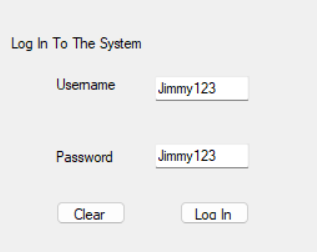 Log In To The System
Username Jimmy123
Password Jimmy123
Clear Log In